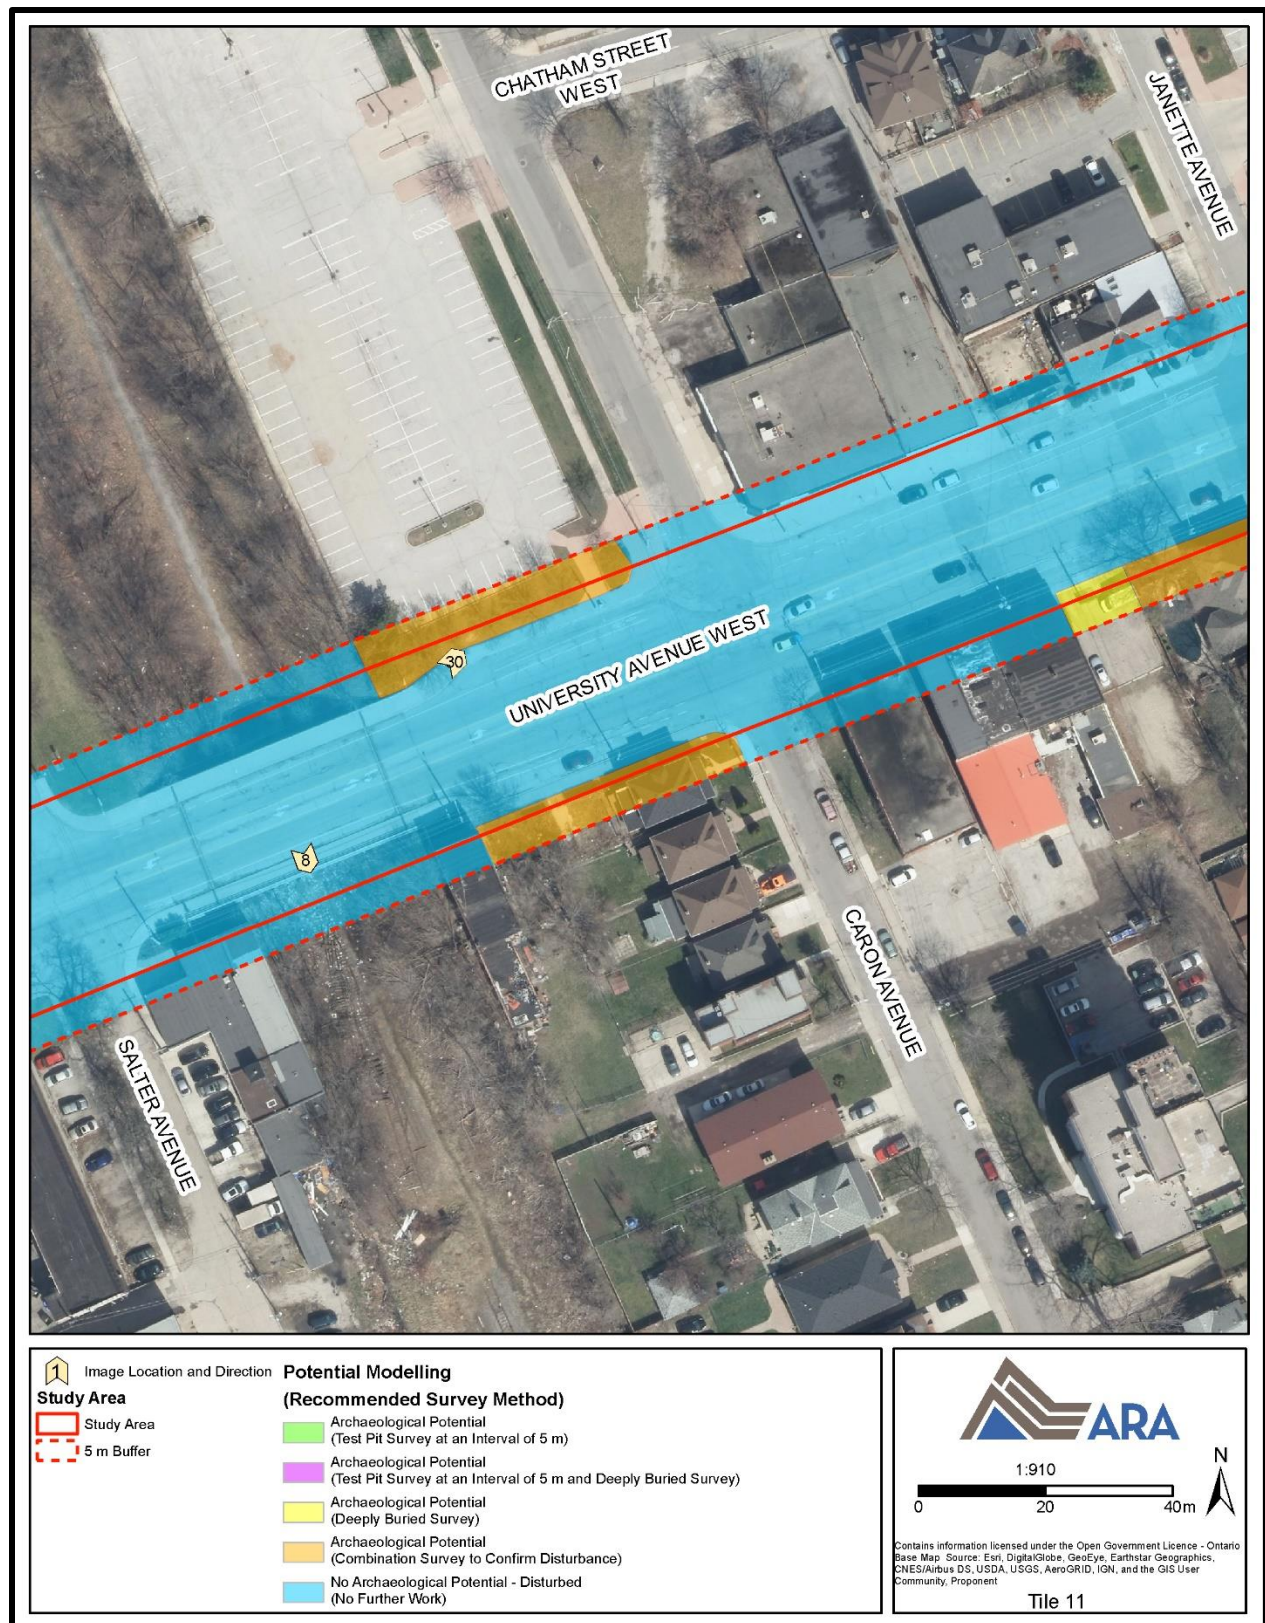 CHATHAM STREET
WEST
JANETTE AVENUE
30
UNIVERSITY AVENUE WEST
8
CARON AVENUE
SALTER AVENUE
1 Image Location and Direction
Study Area
Study Area
5 m Buffer
Potential Modelling
(Recommended Survey Method)
Archaeological Potential
(Test Pit Survey at an Interval of 5 m)
Archaeological Potential
(Test Pit Survey at an Interval of 5 m and Deeply Buried Survey)
Archaeological Potential
(Deeply Buried Survey)
Archaeological Potential
(Combination Survey to Confirm Disturbance)
No Archaeological Potential - Disturbed
(No Further Work)
ARA
N
1:910
0 20 40m
Contains information licensed under the Open Government Licence - Ontario
Base Map Source: Esri, DigitalGlobe, GeoEye, Earthstar Geographics,
CNES/Airbus DS, USDA, USGS, AeroGRID, IGN, and the GIS User
Community, Proponent
Tile 11